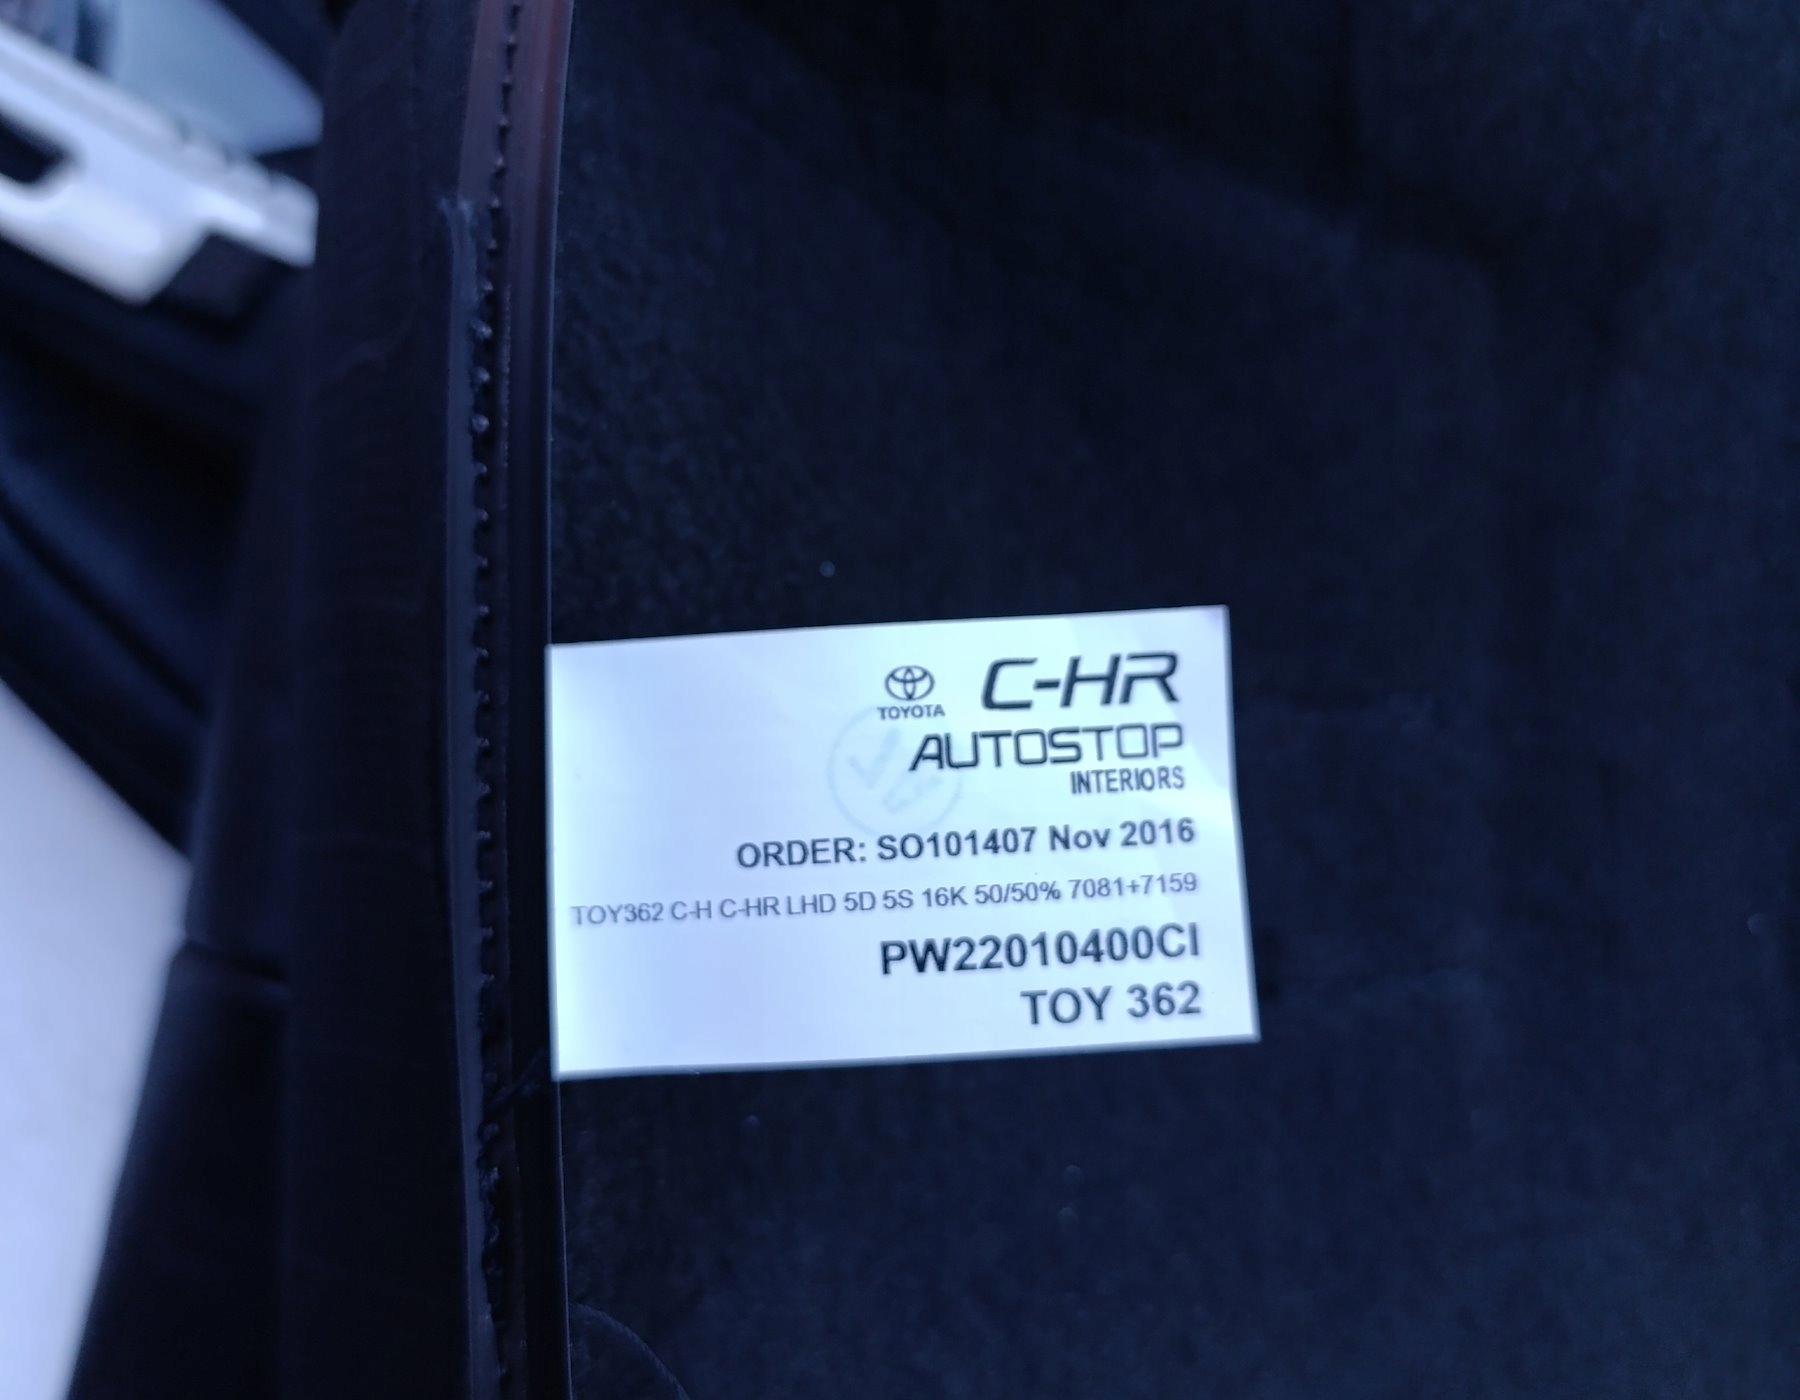 TOYOTA C-HR
AUTOSTOP
INTERIORS
ORDER: SO101407 Nov 2016
TOY362 C-H C-HR LHD 5D 5S 16K 50/50% 7081+7159
PW22010400CI
TOY 362